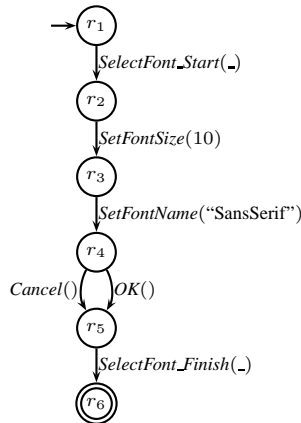 r1
SelectFont_Start(_)
r2
SetFontSize(10)
r3
SetFontName(“SansSerif”)
r4
Cancel() OK()
r5
SelectFont_Finish(_)
r6